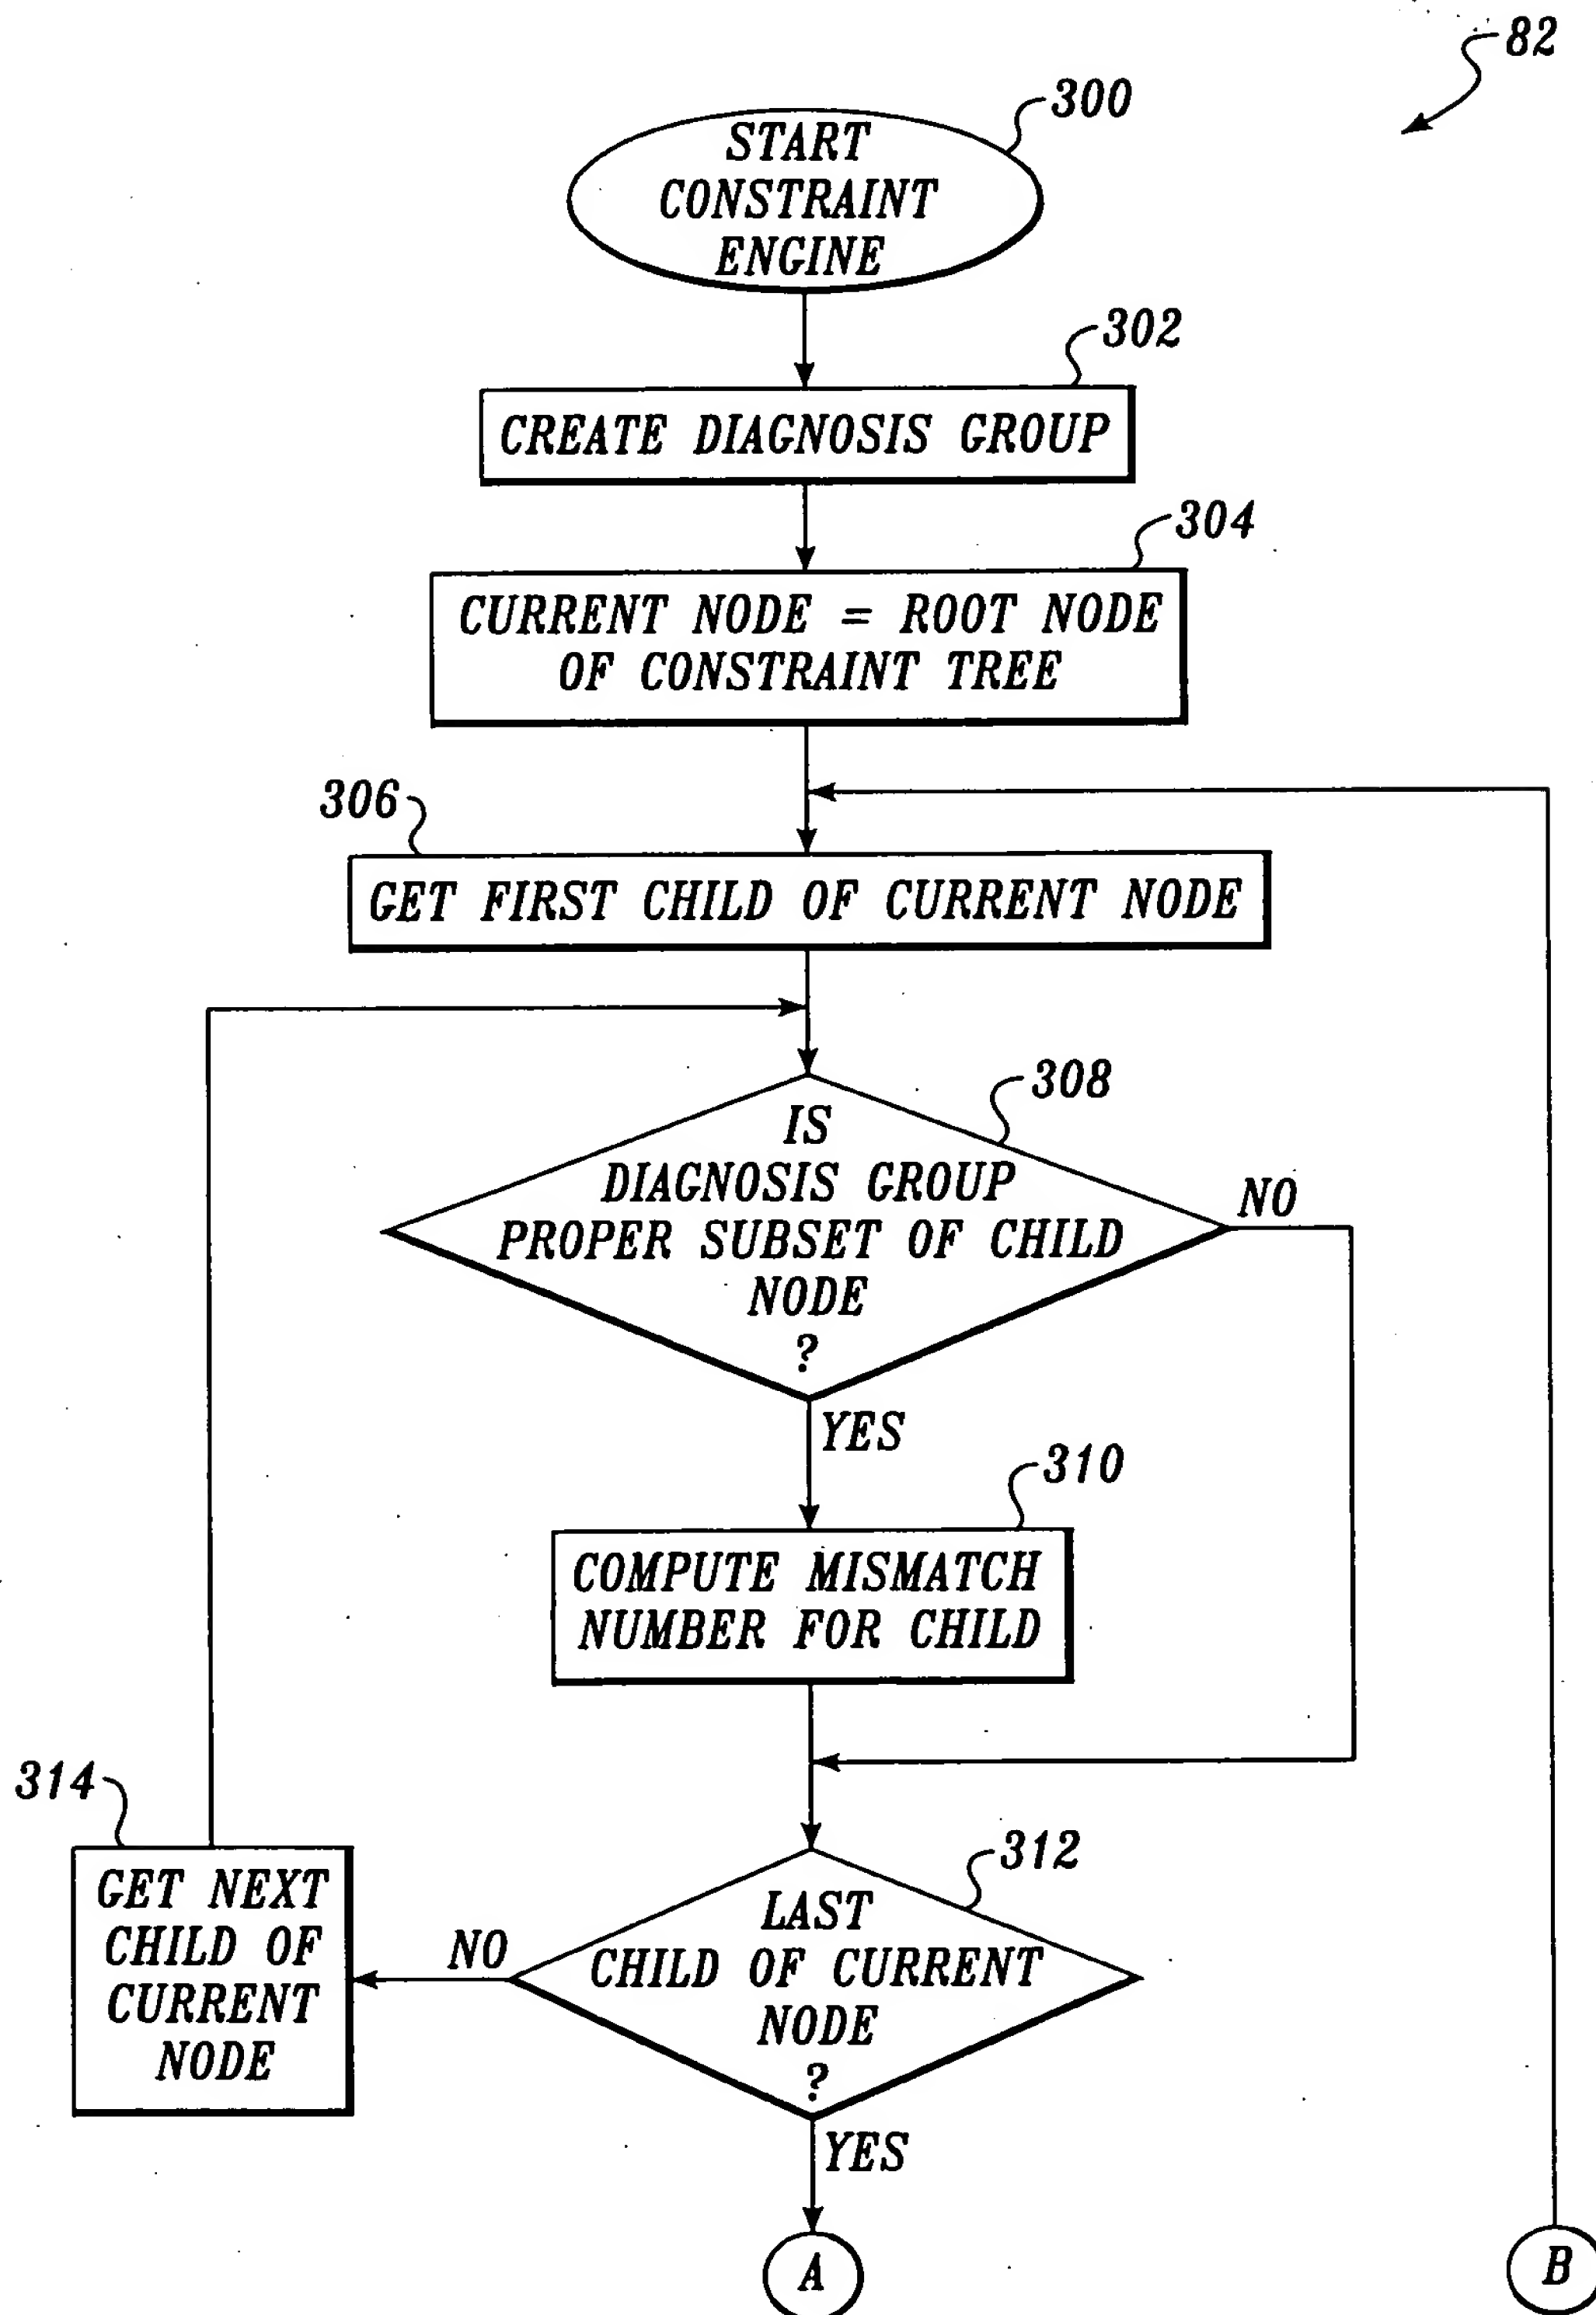 82
300
START
CONSTRAINT
ENGINE
302
CREATE DIAGNOSIS GROUP
304
CURRENT NODE = ROOT NODE
OF CONSTRAINT TREE
306
GET FIRST CHILD OF CURRENT NODE
308
IS
DIAGNOSIS GROUP
PROPER SUBSET OF CHILD
NODE
?
NO
YES
310
COMPUTE MISMATCH
NUMBER FOR CHILD
314
GET NEXT
CHILD OF
CURRENT
NODE
NO
312
LAST
CHILD OF CURRENT
NODE
?
YES
A
B